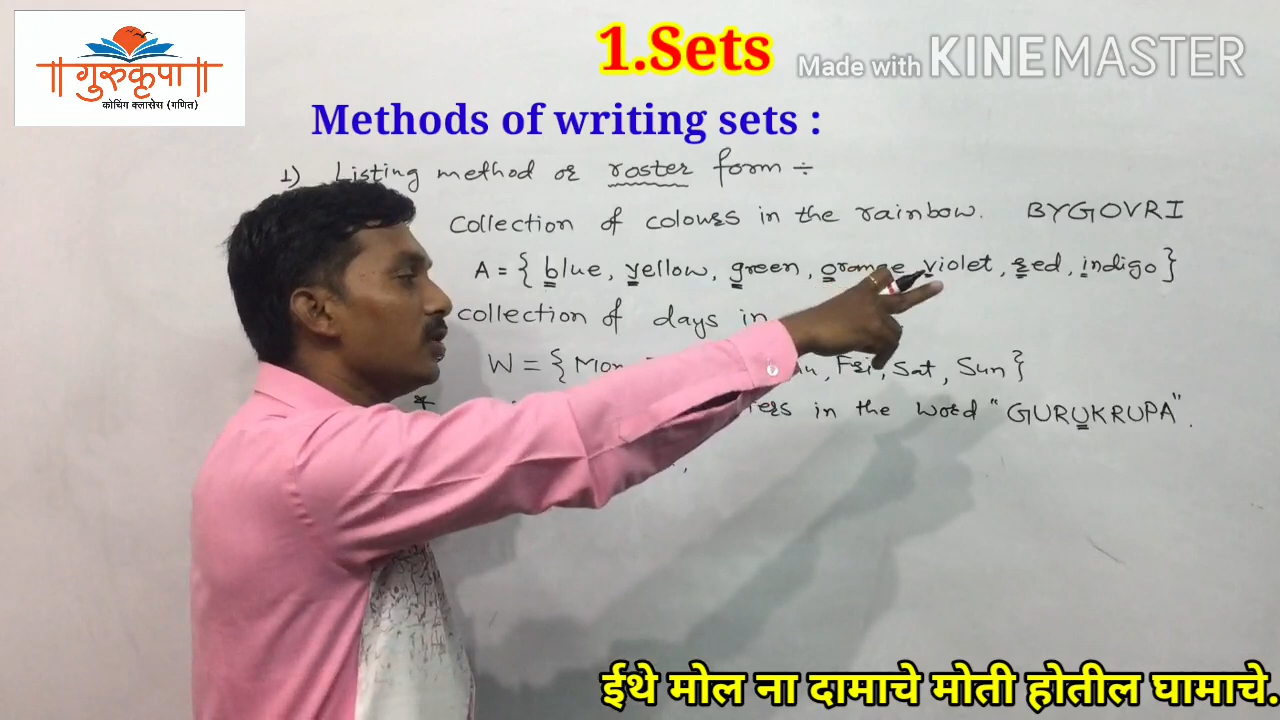 ॥ गुरुकृपा ॥
कोचिंग क्लासेस (गणित)
1.Sets
Made with KINEMASTER
Methods of writing sets :
1) Listing method or roster form ÷
Collection of colours in the rainbow. BYGOVRI
A = { blue, yellow, green, orange violet, red, indigo }
collection of days in
W = { Mon , Fri, Sat, Sun }
in the word "GURUKRUPA".
ईथे मोल ना दामाचे मोती होतील घामाचे.